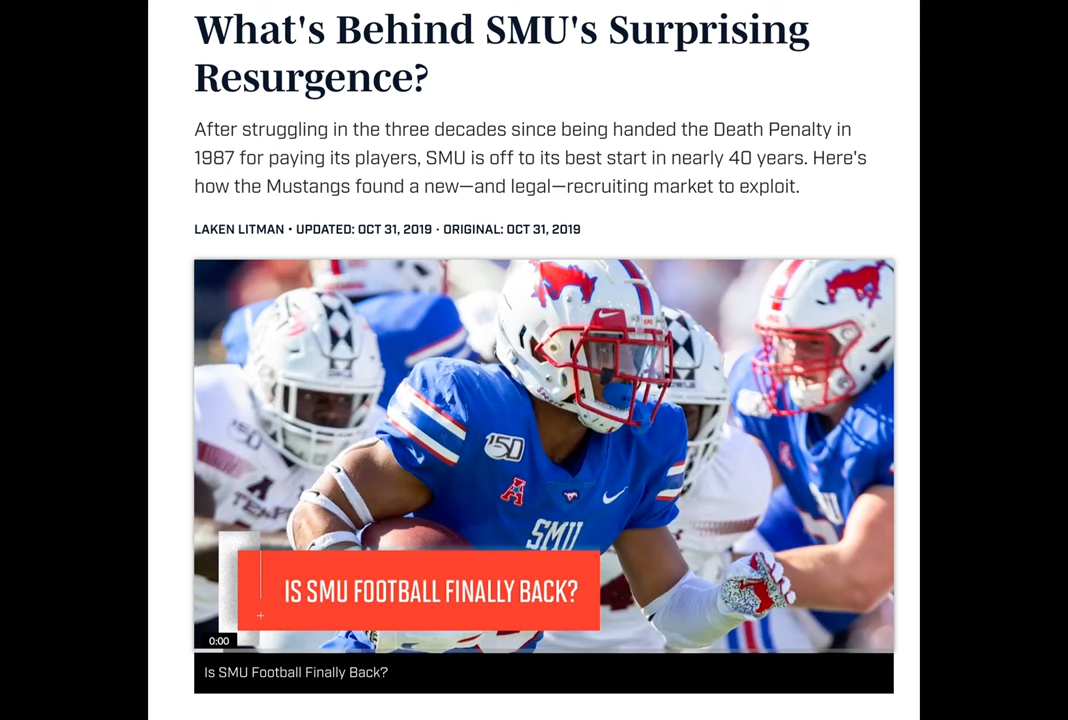 What's Behind SMU's Surprising
Resurgence?
After struggling in the three decades since being handed the Death Penalty in
1987 for paying its players, SMU is off to its best start in nearly 40 years. Here's
how the Mustangs found a new—and legal—recruiting market to exploit.
LAKEN LITMAN • UPDATED: OCT 31, 2019 · ORIGINAL: OCT 31, 2019
150
150
A
SMU
TEMPLE
IS SMU FOOTBALL FINALLY BACK?
0:00
Is SMU Football Finally Back?